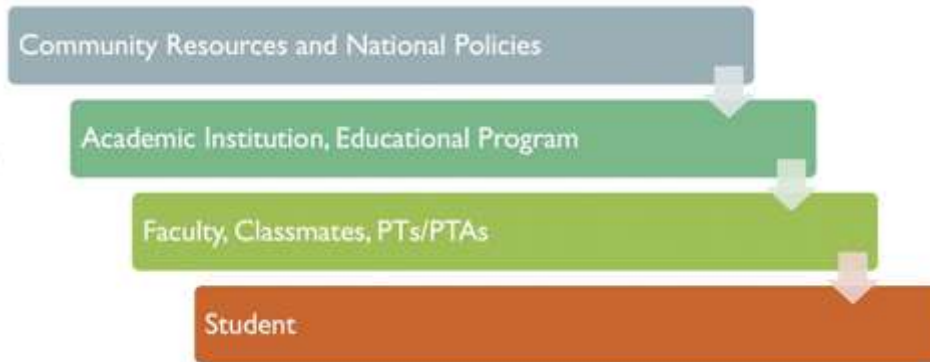 Community Resources and National Policies
Academic Institution, Educational Program
Faculty, Classmates, PTs/PTAs
Student